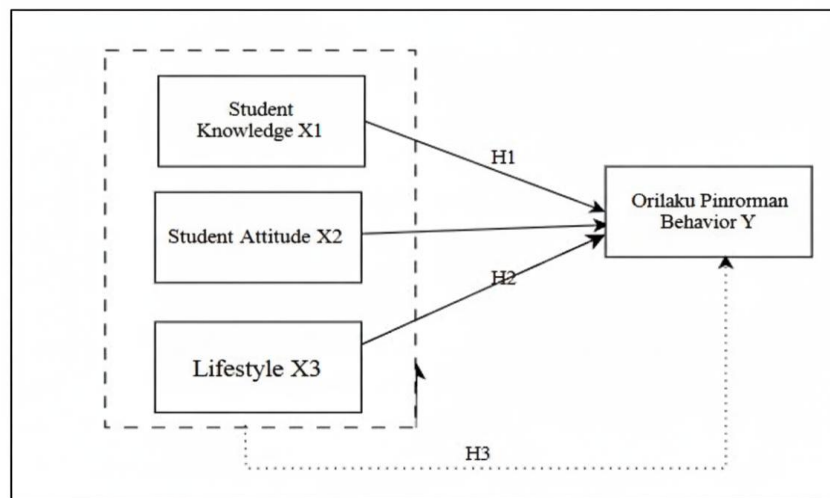 Student
Knowledge X1
H1
Orilaku Pinrorman
Behavior Y
Student Attitude X2
H2
Lifestyle X3
H3